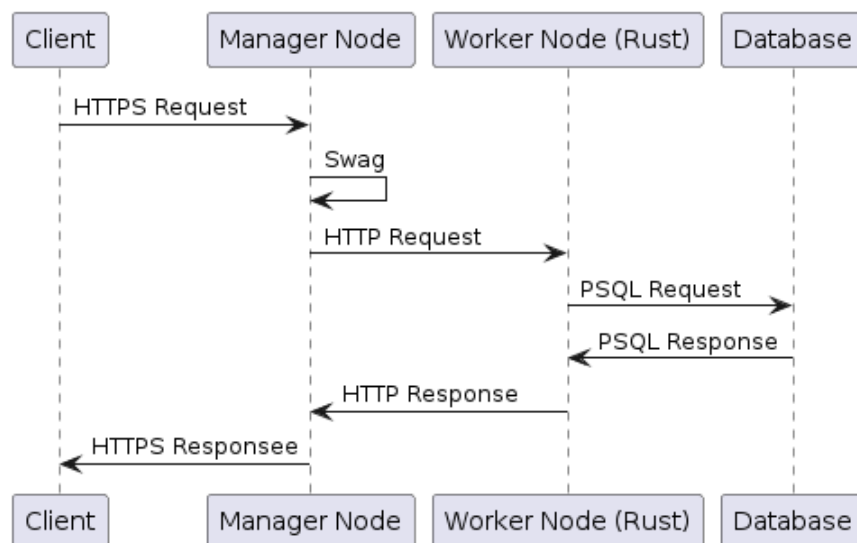 Client
Manager Node
Worker Node (Rust)
Database
HTTPS Request
Swag
HTTP Request
PSQL Request
PSQL Response
HTTP Response
HTTPS Responsee
Client
Manager Node
Worker Node (Rust)
Database